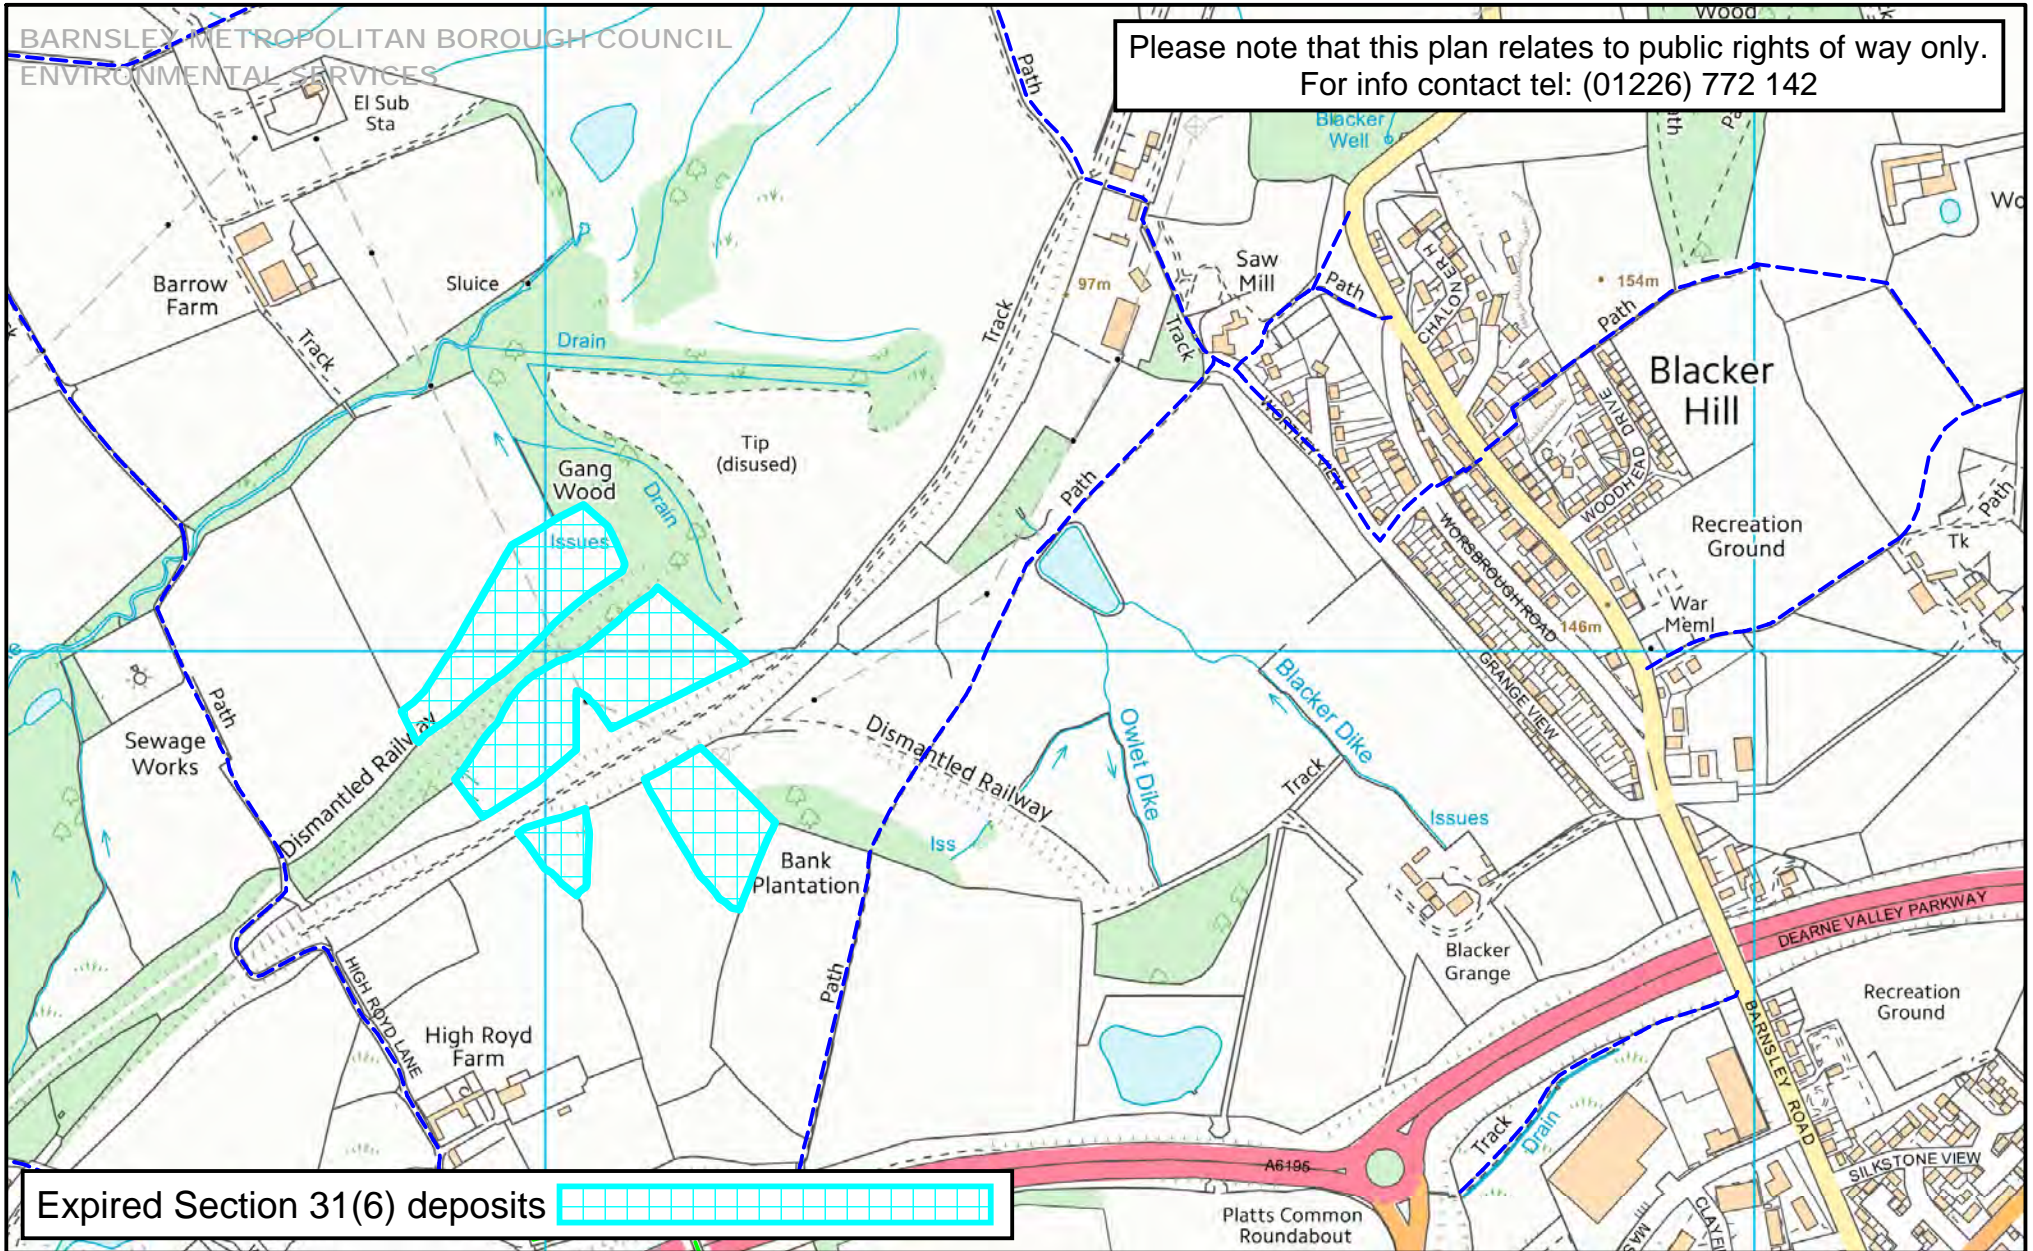 BARNSLEY METROPOLITAN BOROUGH COUNCIL
ENVIRONMENTAL SERVICES
Please note that this plan relates to public rights of way only.
For info contact tel: (01226) 772 142
Wood
Path
El Sub
Sta
Blacker
Well
Path
Barrow
Farm
Sluice
Track
Drain
Track
97m
Saw
Mill
Path
Track
CHALONER H
154m
Path
Blacker
Hill
Tip
(disused)
Gang
Wood
Drain
Issues
Path
WORTLEY VIEW
WOODHEAD DRIVE
WORSBROUGH ROAD
Recreation
Ground
Path
Tk
War
Meml
146m
GRANGE VIEW
Sewage
Works
Path
Dismantled Railway
Dismantled Railway
Owlet Dike
Blacker Dike
Track
Issues
Iss
Bank
Plantation
Path
Blacker
Grange
DEARNE VALLEY PARKWAY
HIGH ROYD LANE
High Royd
Farm
BARNSLEY ROAD
Recreation
Ground
Track
Drain
A6195
SILKSTONE VIEW
Platts Common
Roundabout
Expired Section 31(6) deposits